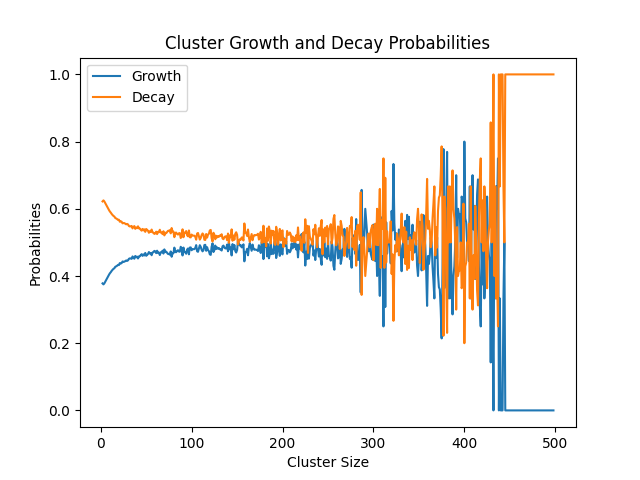 Cluster Growth and Decay Probabilities
Growth
Decay
1.0
0.8
0.6
0.4
0.2
0.0
Probabilities
0 100 200 300 400 500
Cluster Size